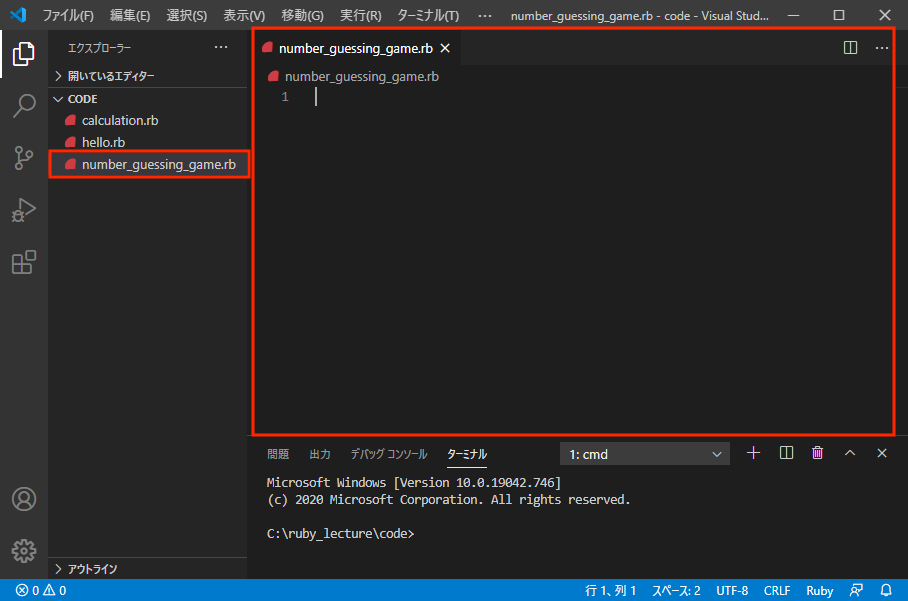 ファイル(F) 編集(E) 選択(S) 表示(V) 移動(G) 実行(R) ターミナル(T) ··· number_guessing_game.rb - code - Visual Stud...
エクスプローラー ···
開いているエディター
CODE
calculation.rb
hello.rb
number_guessing_game.rb
number_guessing_game.rb
number_guessing_game.rb
1
問題 出力 デバッグ コンソール ターミナル 1: cmd
Microsoft Windows [Version 10.0.19042.746]
(c) 2020 Microsoft Corporation. All rights reserved.
C:\ruby_lecture\code>
アウトライン
0 0 行 1、列 1 スペース: 2 UTF-8 CRLF Ruby